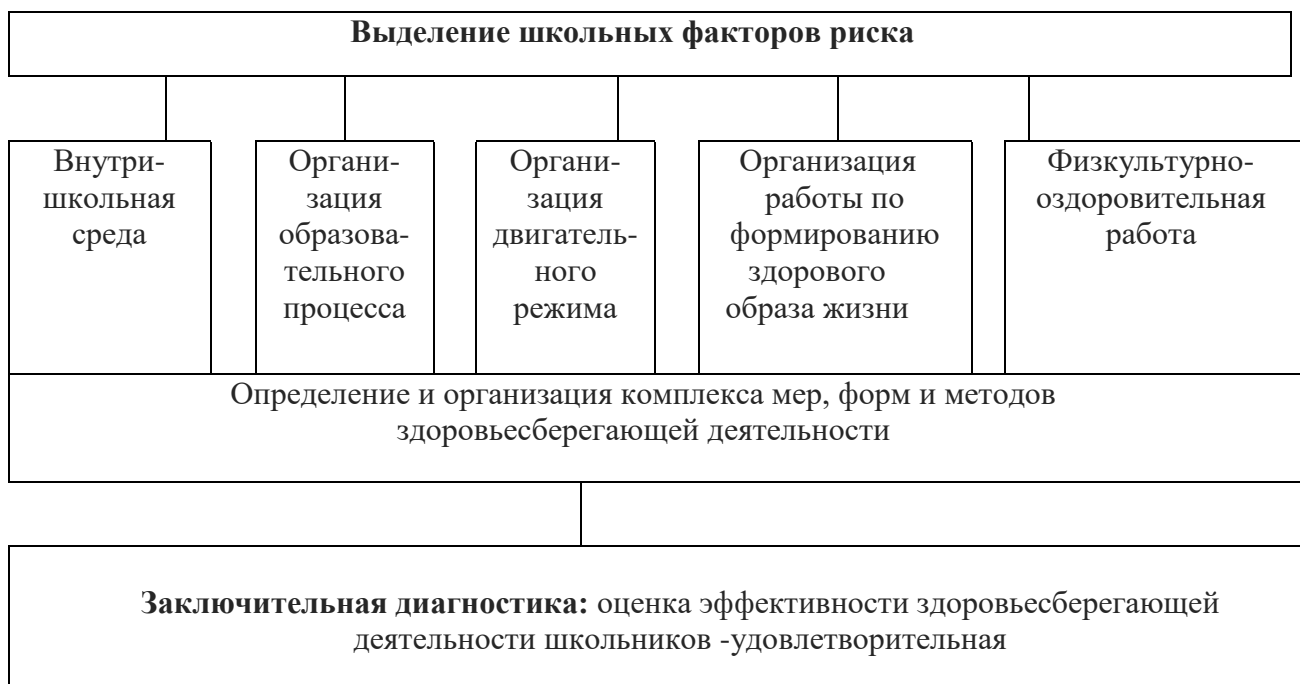 Выделение школьных факторов риска
Внутри-
школьная
среда
Органи-
зация
образова-
тельного
процесса
Органи-
зация
двигатель-
ного
режима
Организация
работы по
формированию
здорового
образа жизни
Физкультурно-
оздоровительная
работа
Определение и организация комплекса мер, форм и методов
здоровьесберегающей деятельности
Заключительная диагностика: оценка эффективности здоровьесберегающей
деятельности школьников -удовлетворительная